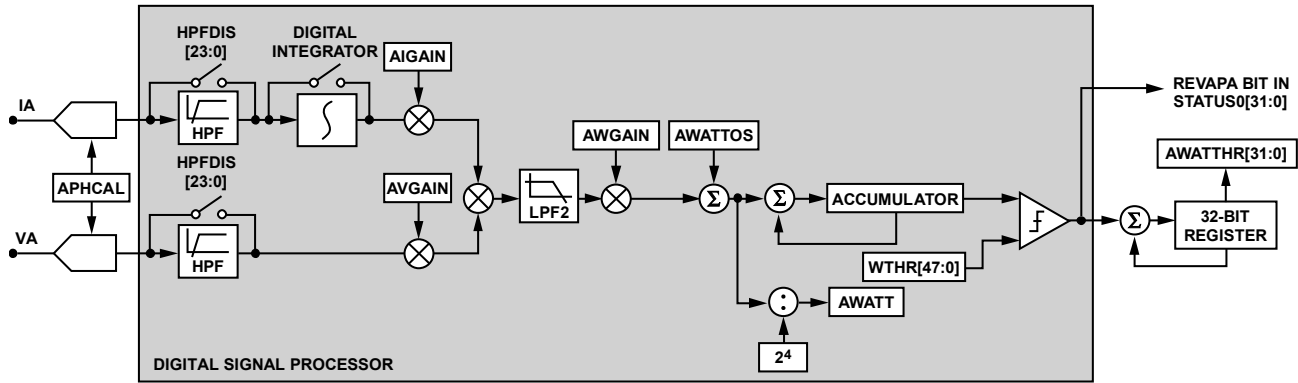 HPFDIS
[23:0]
DIGITAL
INTEGRATOR
AIGAIN
REVAPA BIT IN
STATUS0[31:0]
IA
HPF
HPFDIS
[23:0]
AWGAIN
AWATTOS
AWATTHR[31:0]
APHCAL
AVGAIN
LPF2
Σ
Σ
ACCUMULATOR
Σ
32-BIT
REGISTER
VA
HPF
WTHR[47:0]
:
AWATT
2⁴
DIGITAL SIGNAL PROCESSOR